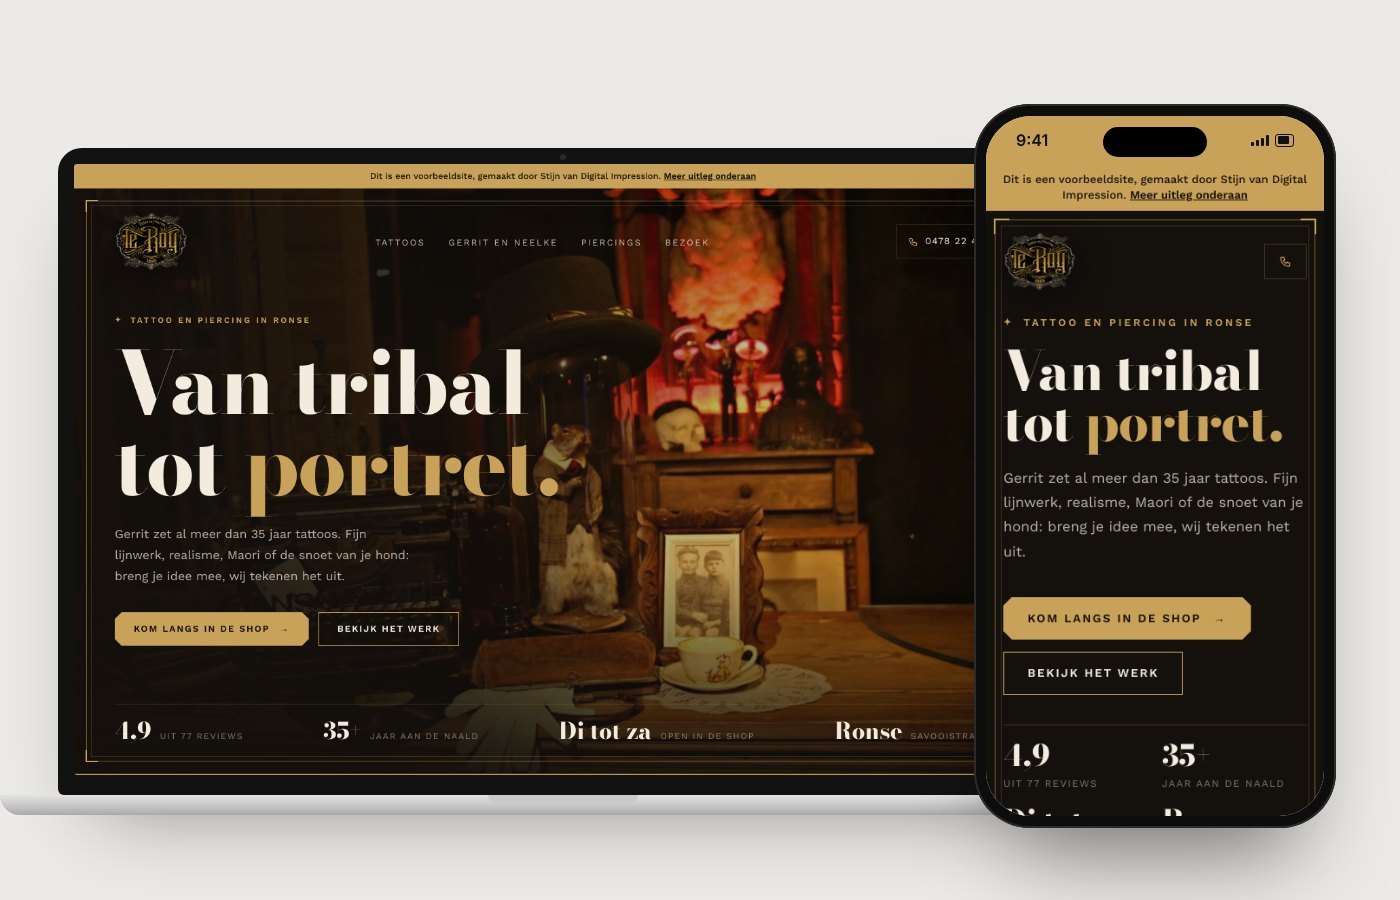 Dit is een voorbeeldsite, gemaakt door Stijn van Digital Impression. Meer uitleg onderaan
le Roy
TATTOOS GERRIT EN NEELKE PIERCINGS BEZOEK
0478 22
✦ TATTOO EN PIERCING IN RONSE
Van tribal
tot portret.
Gerrit zet al meer dan 35 jaar tattoos. Fijn
lijnwerk, realisme, Maori of de snoet van je hond:
breng je idee mee, wij tekenen het uit.
KOM LANGS IN DE SHOP →
BEKIJK HET WERK
4.9 UIT 77 REVIEWS
35+ JAAR AAN DE NAALD
Di tot za OPEN IN DE SHOP
Ronse SAVOOISTRA
9:41
Dit is een voorbeeldsite, gemaakt door Stijn van Digital
Impression. Meer uitleg onderaan
le Roy
✦ TATTOO EN PIERCING IN RONSE
Van tribal
tot portret.
Gerrit zet al meer dan 35 jaar tattoos. Fijn
lijnwerk, realisme, Maori of de snoet van je
hond: breng je idee mee, wij tekenen het
uit.
KOM LANGS IN DE SHOP →
BEKIJK HET WERK
4,9 35+
UIT 77 REVIEWS JAAR AAN DE NAALD